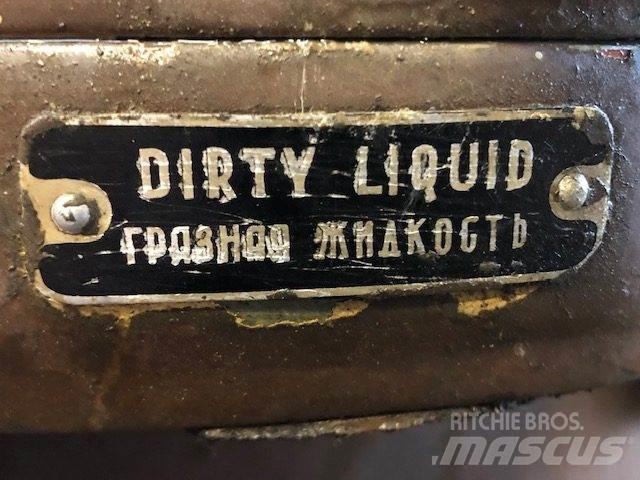 DIRTY LIQUID
ГРЯЗНАЯ ЖИДКОСТЬ
RITCHIE BROS.
MASCUS